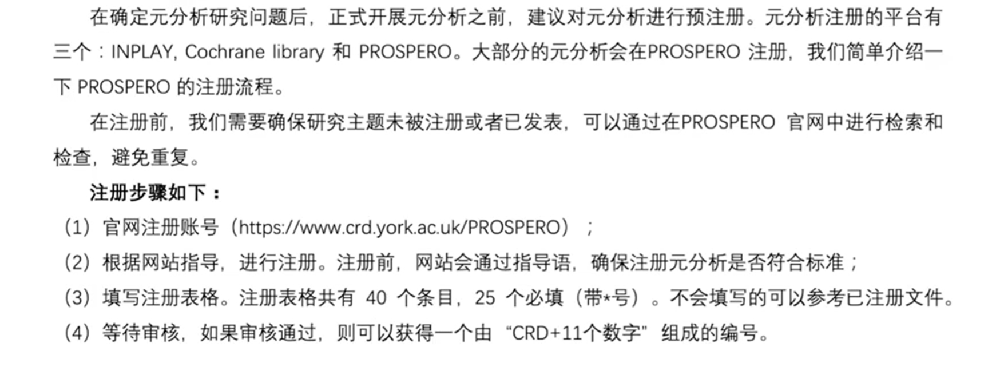 在确定元分析研究问题后，正式开展元分析之前，建议对元分析进行预注册。元分析注册的平台有
三个：INPLAY, Cochrane library 和 PROSPERO。大部分的元分析会在PROSPERO 注册，我们简单介绍一
下 PROSPERO 的注册流程。
在注册前，我们需要确保研究主题未被注册或者已发表，可以通过在PROSPERO 官网中进行检索和
检查，避免重复。
注册步骤如下：
（1）官网注册账号（https://www.crd.york.ac.uk/PROSPERO）；
（2）根据网站指导，进行注册。注册前，网站会通过指导语，确保注册元分析是否符合标准；
（3）填写注册表格。注册表格共有 40 个条目，25 个必填（带*号）。不会填写的可以参考已注册文件。
（4）等待审核，如果审核通过，则可以获得一个由 “CRD+11个数字” 组成的编号。